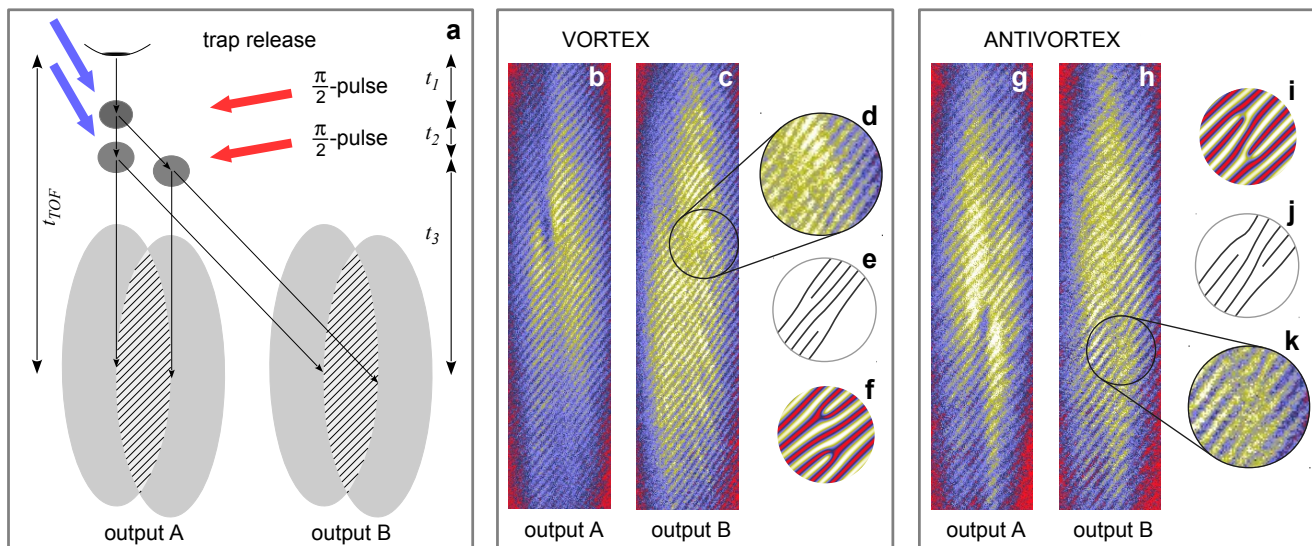 a
trap release
t1
π/2-pulse
t2
π/2-pulse
tTOF
t3
output A
output B
VORTEX
b
c
d
e
f
output A
output B
ANTIVORTEX
g
h
i
j
k
output A
output B